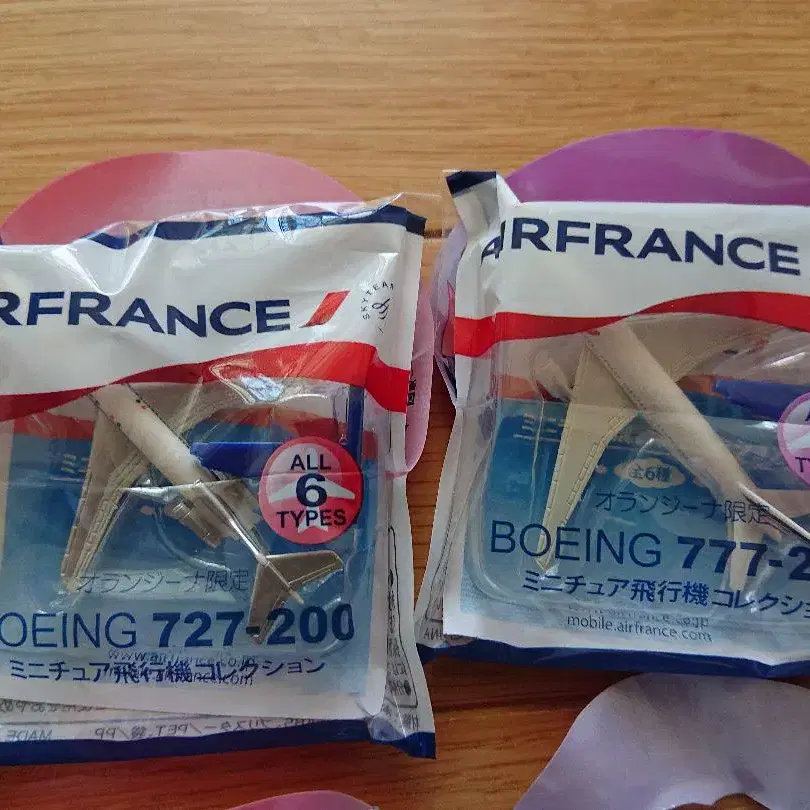 RFRANCE
SKYTEAM
ALL
6
TYPES
オランジーナ限定
OEING 727-200
ミニチュア飛行機コレクション
MADE
AIRFRANCE
全6種
オランジーナ限定
BOEING 777-2
ミニチュア飛行機コレクショ
mobile.airfrance.com